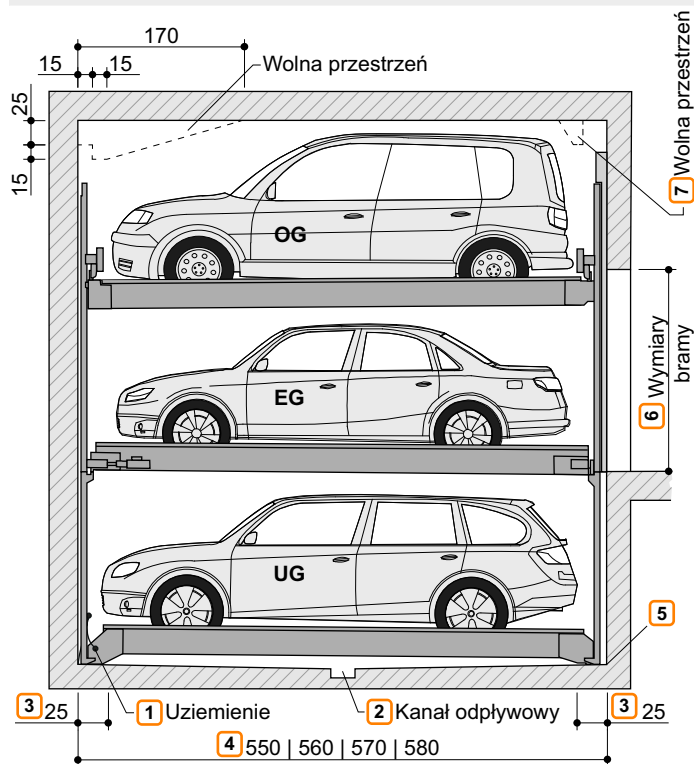 170
15 15
Wolna przestrzeń
25
15
7 Wolna przestrzeń
OG
EG
UG
6 Wymiary
bramy
5
3 25
1 Uziemienie
2 Kanał odpływowy
3 25
4 550 | 560 | 570 | 580